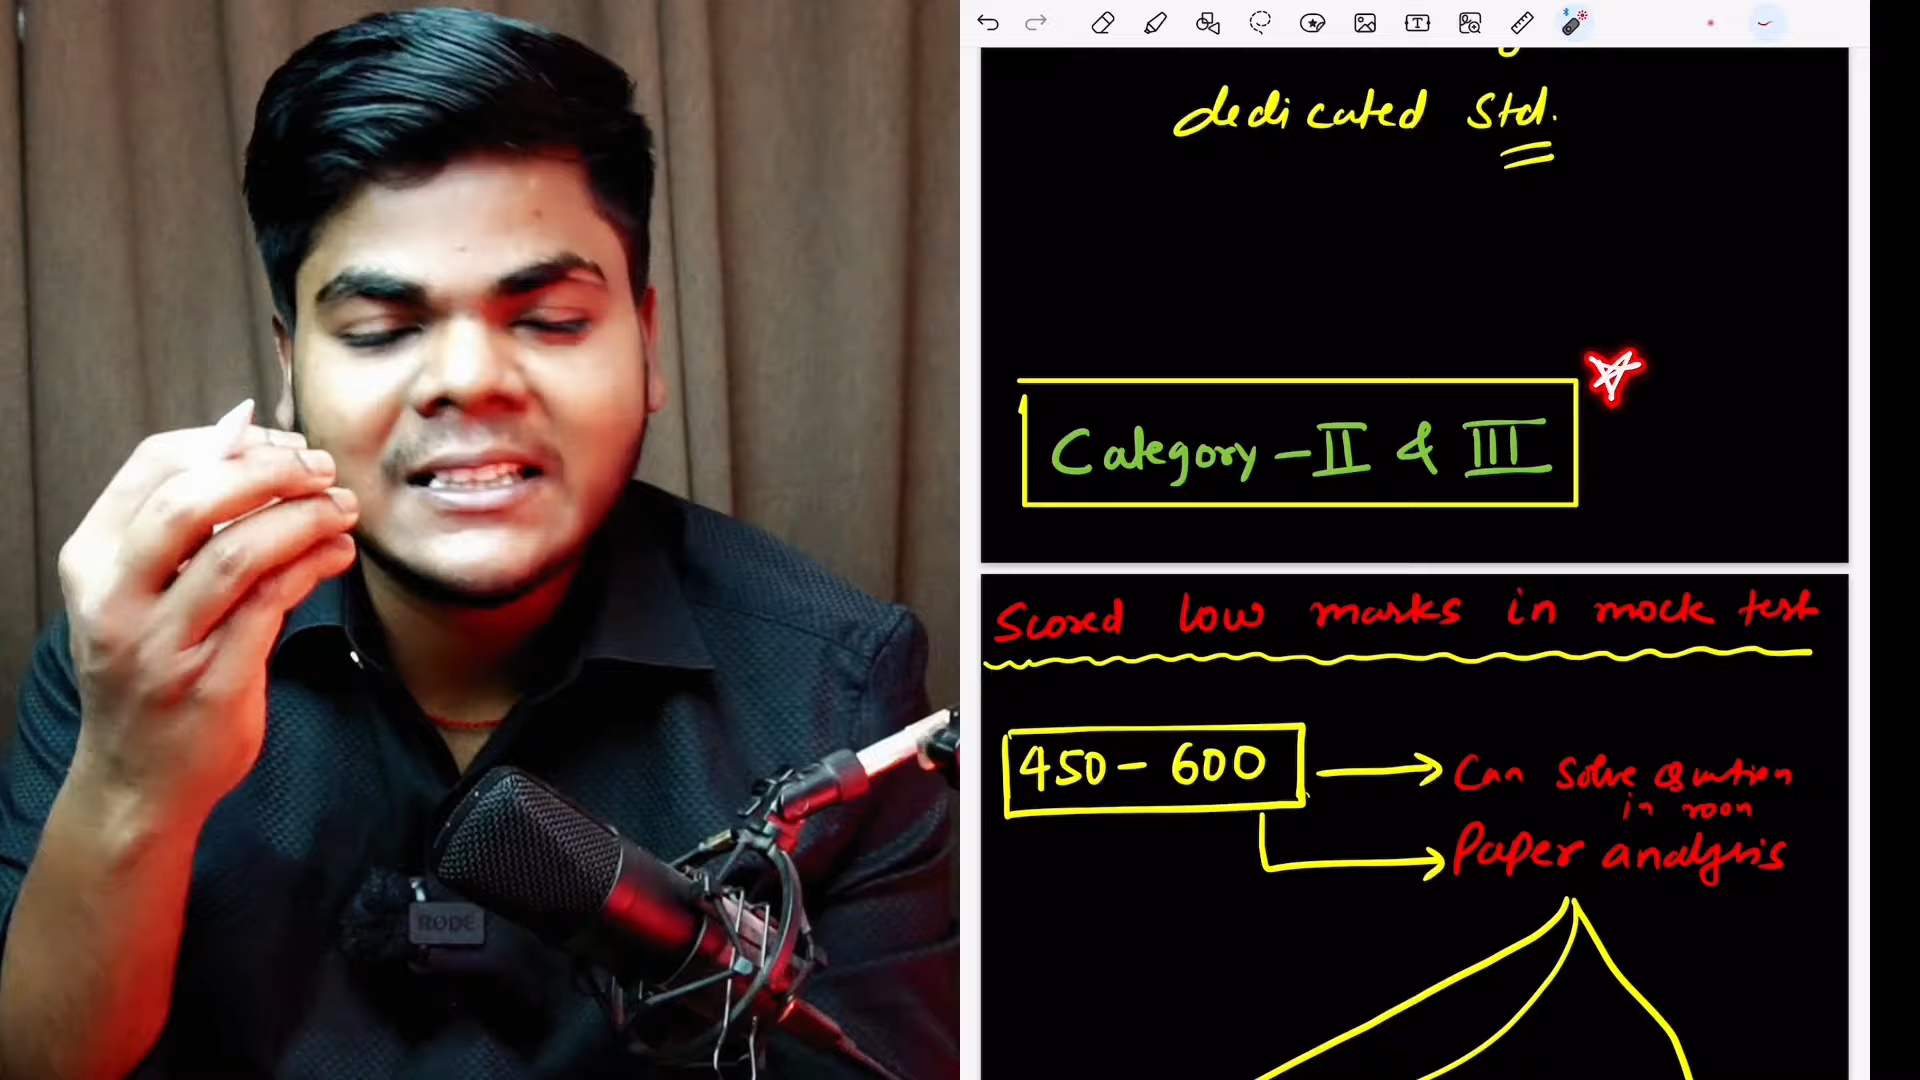 dedicated Std.
Category - II & III
Scored low marks in mock test
450 - 600
Can Solve Question
in room
Paper analysis
RØDE